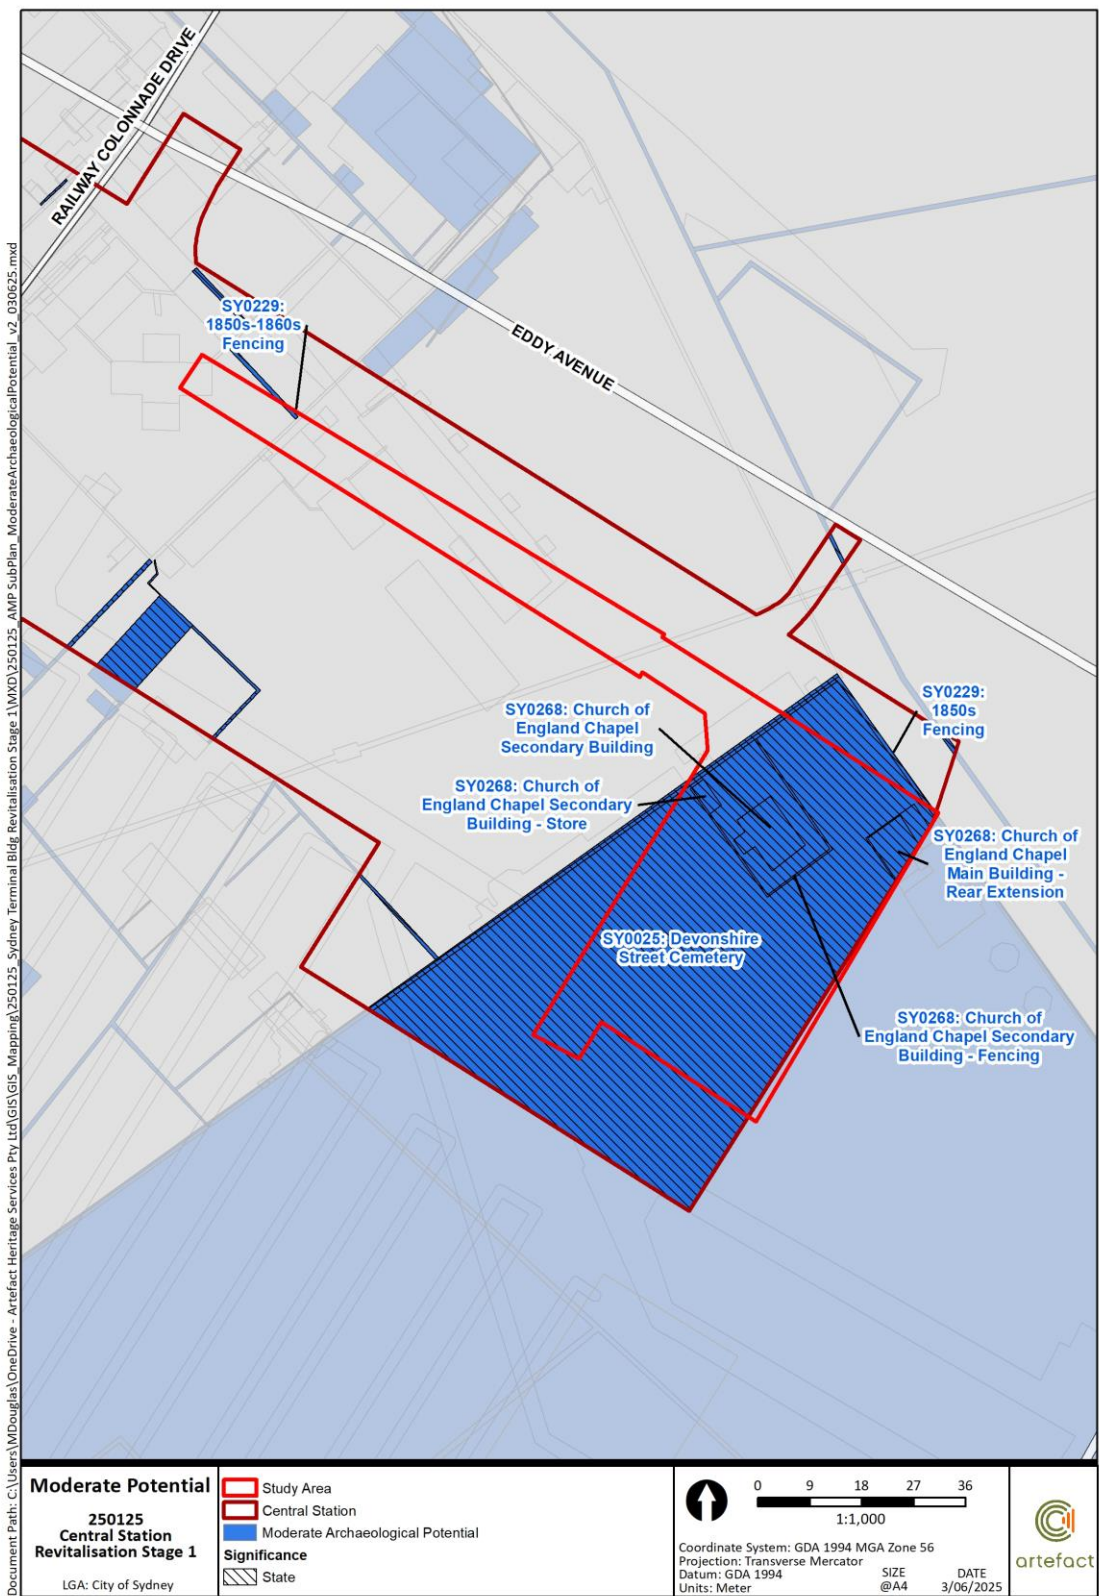 RAILWAY COLONNADE DRIVE
EDDY AVENUE
SY0229:
1850s-1860s
Fencing
SY0268: Church of
England Chapel
Secondary Building
SY0268: Church of
England Chapel Secondary
Building - Store
SY0229:
1850s
Fencing
SY0268: Church of
England Chapel
Main Building -
Rear Extension
SY0025: Devonshire
Street Cemetery
SY0268: Church of
England Chapel Secondary
Building - Fencing
Document Path: C:\Users\MDouglas\OneDrive - Artefact Heritage Services Pty Ltd\GIS\GIS_Mapping\250125_Sydney Terminal Bldg Revitalisation Stage 1\MXD\250125_AMP SubPlan_ModerateArchaeologicalPotential_v2_030625.mxd
Moderate Potential
250125
Central Station
Revitalisation Stage 1
LGA: City of Sydney
Study Area
Central Station
Moderate Archaeological Potential
Significance
State
0 9 18 27 36
1:1,000
Coordinate System: GDA 1994 MGA Zone 56
Projection: Transverse Mercator
Datum: GDA 1994
Units: Meter
SIZE
@A4
DATE
3/06/2025
artefact